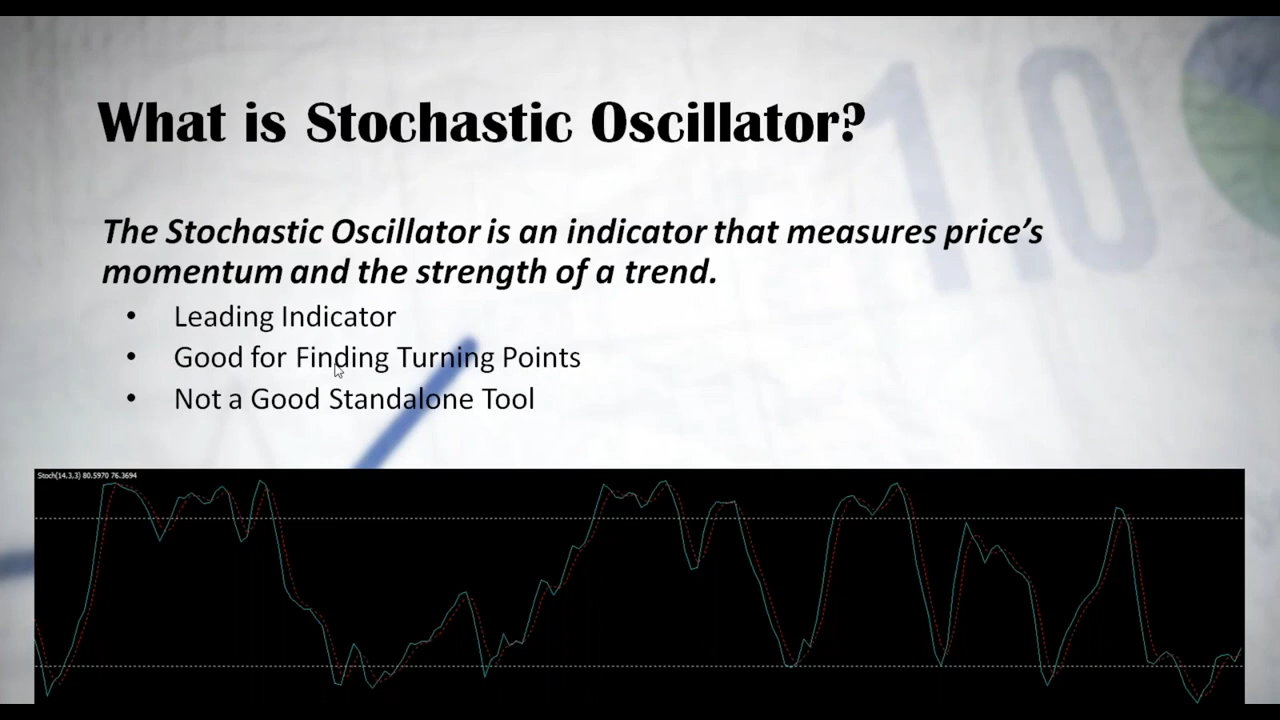 10
What is Stochastic Oscillator?
The Stochastic Oscillator is an indicator that measures price’s
momentum and the strength of a trend.
• Leading Indicator
• Good for Finding Turning Points
• Not a Good Standalone Tool
Stoch(14,3,3) 80.5970 76.3694